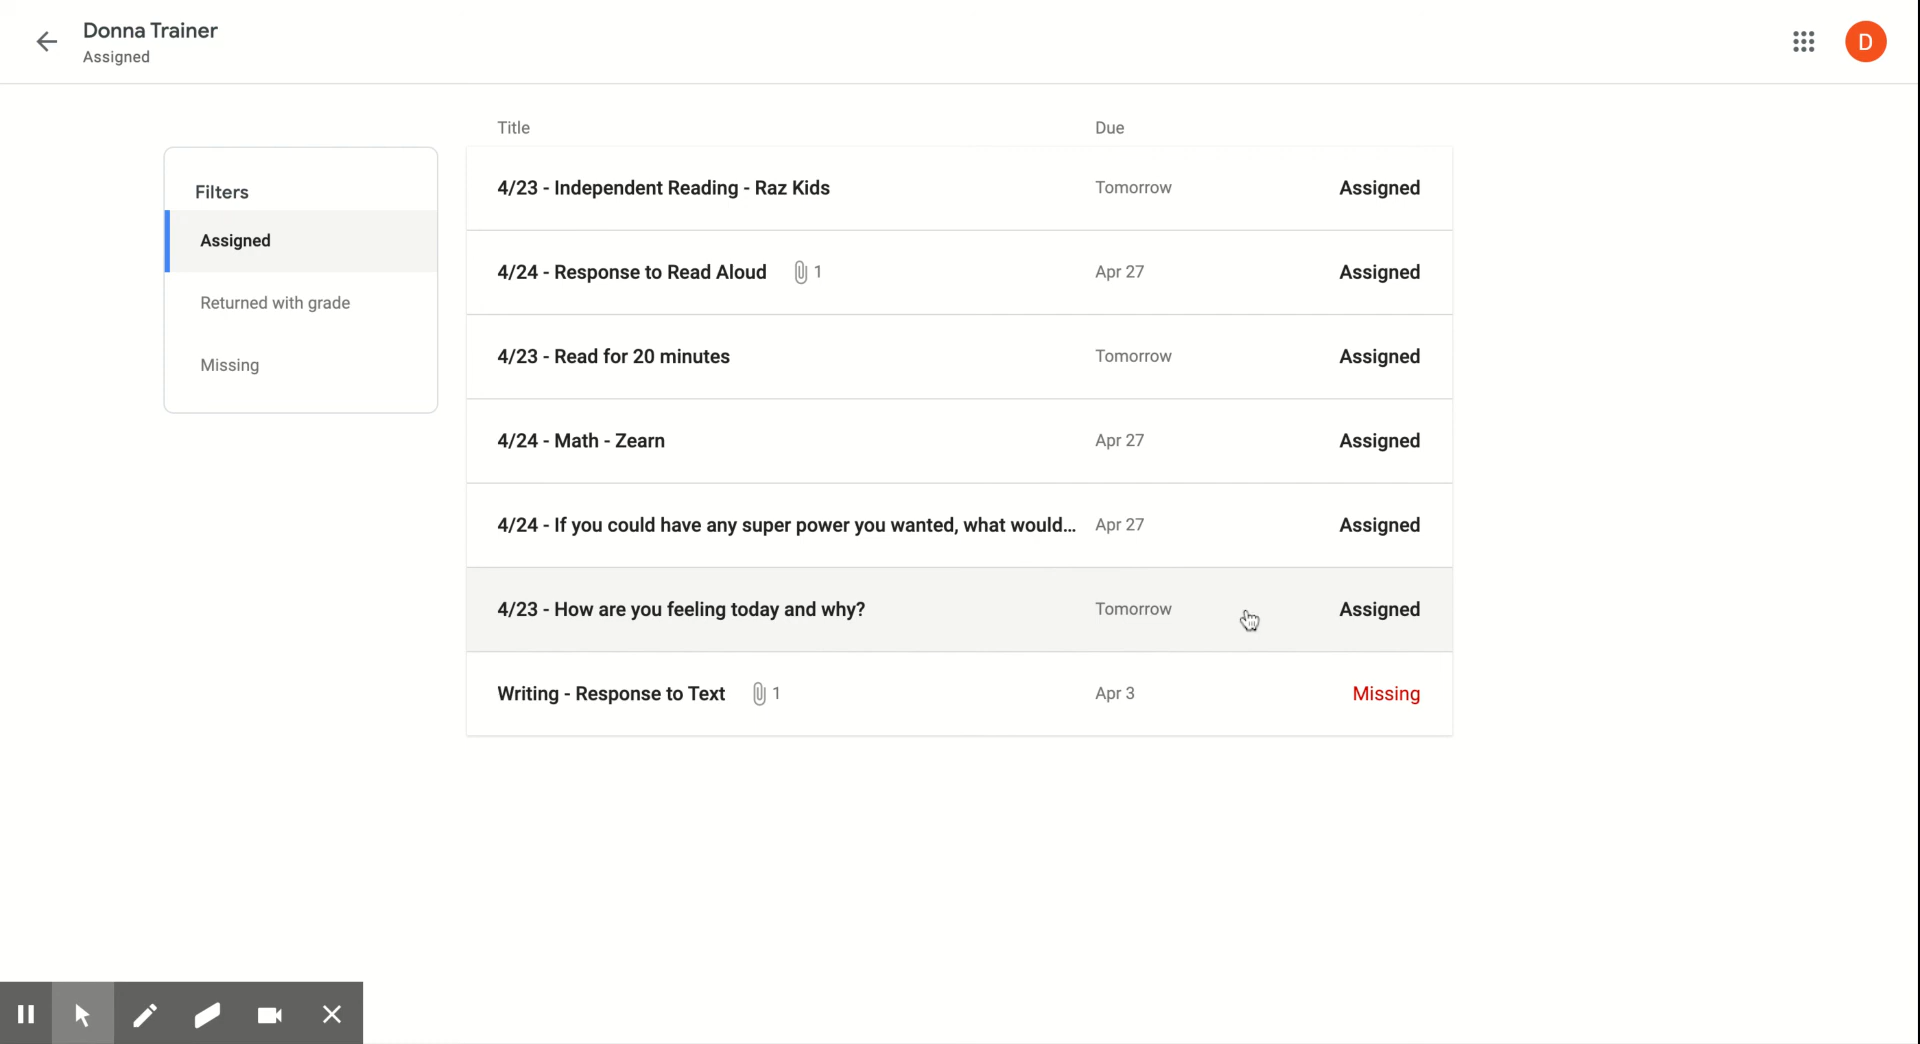 Donna Trainer
Assigned
D
Title Due
Filters
Assigned
Returned with grade
Missing
4/23 - Independent Reading - Raz Kids Tomorrow Assigned
4/24 - Response to Read Aloud 1 Apr 27 Assigned
4/23 - Read for 20 minutes Tomorrow Assigned
4/24 - Math - Zearn Apr 27 Assigned
4/24 - If you could have any super power you wanted, what would... Apr 27 Assigned
4/23 - How are you feeling today and why? Tomorrow Assigned
Writing - Response to Text 1 Apr 3 Missing